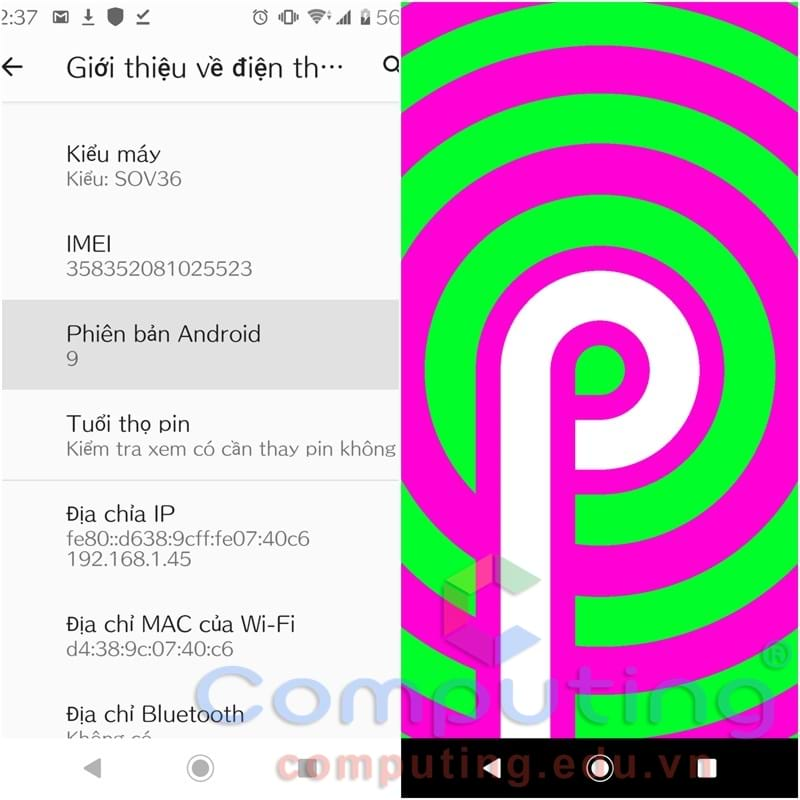 2:37
56
Giới thiệu về điện th...
Kiểu máy
Kiểu: SOV36
IMEI
358352081025523
Phiên bản Android
9
Tuổi thọ pin
Kiểm tra xem có cần thay pin không
Địa chỉa IP
fe80::d638:9cff:fe07:40c6
192.168.1.45
Địa chỉ MAC của Wi-Fi
d4:38:9c:07:40:c6
Địa chỉ Bluetooth
Không có
Computing®
computing.edu.vn